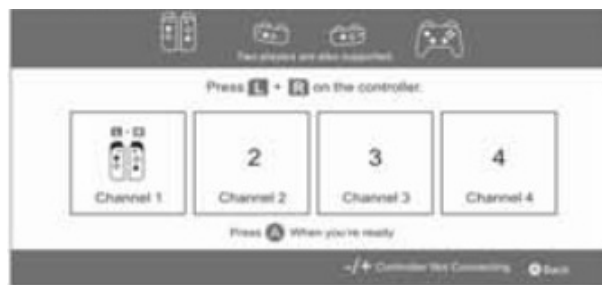 Two players are also supported.
Press L + R on the controller.
2
3
4
Channel 1
Channel 2
Channel 3
Channel 4
Press A When you're ready
-/+ Controller Not Connecting
Back